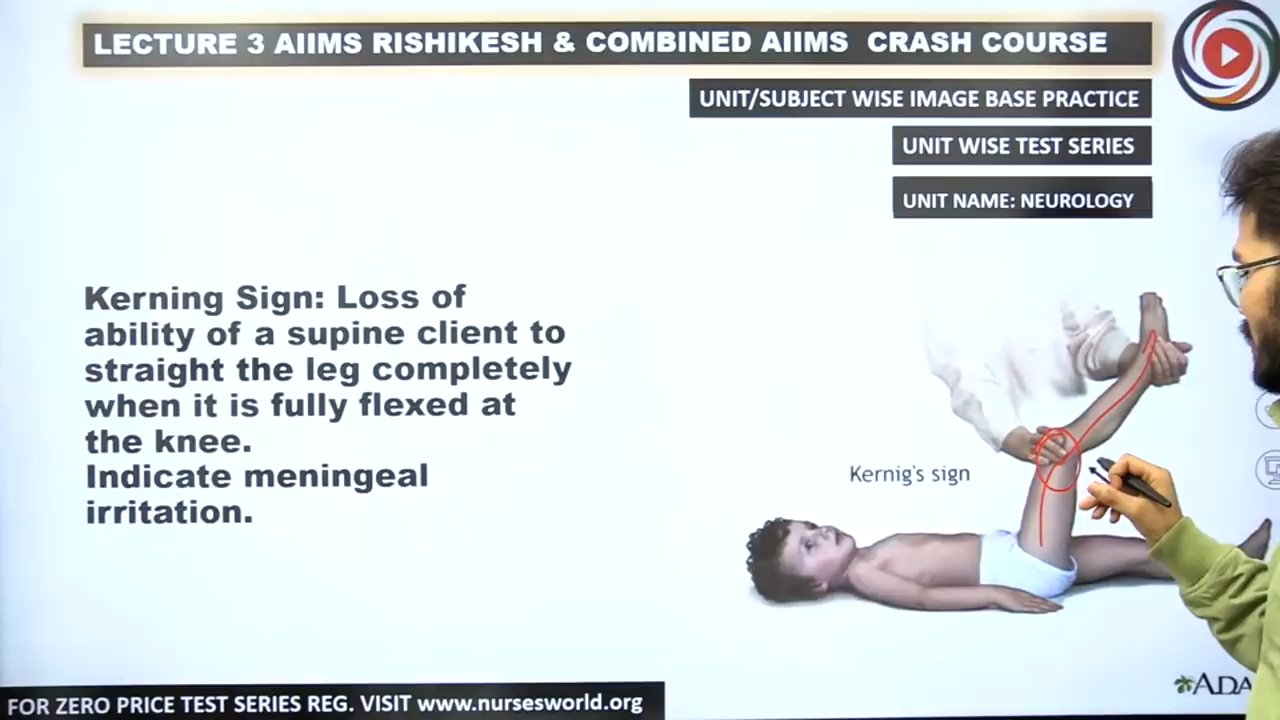 LECTURE 3 AIIMS RISHIKESH & COMBINED AIIMS CRASH COURSE
UNIT/SUBJECT WISE IMAGE BASE PRACTICE
UNIT WISE TEST SERIES
UNIT NAME: NEUROLOGY
Kerning Sign: Loss of
ability of a supine client to
straight the leg completely
when it is fully flexed at
the knee.
Indicate meningeal
irritation.
Kernig's sign
FOR ZERO PRICE TEST SERIES REG. VISIT www.nursesworld.org